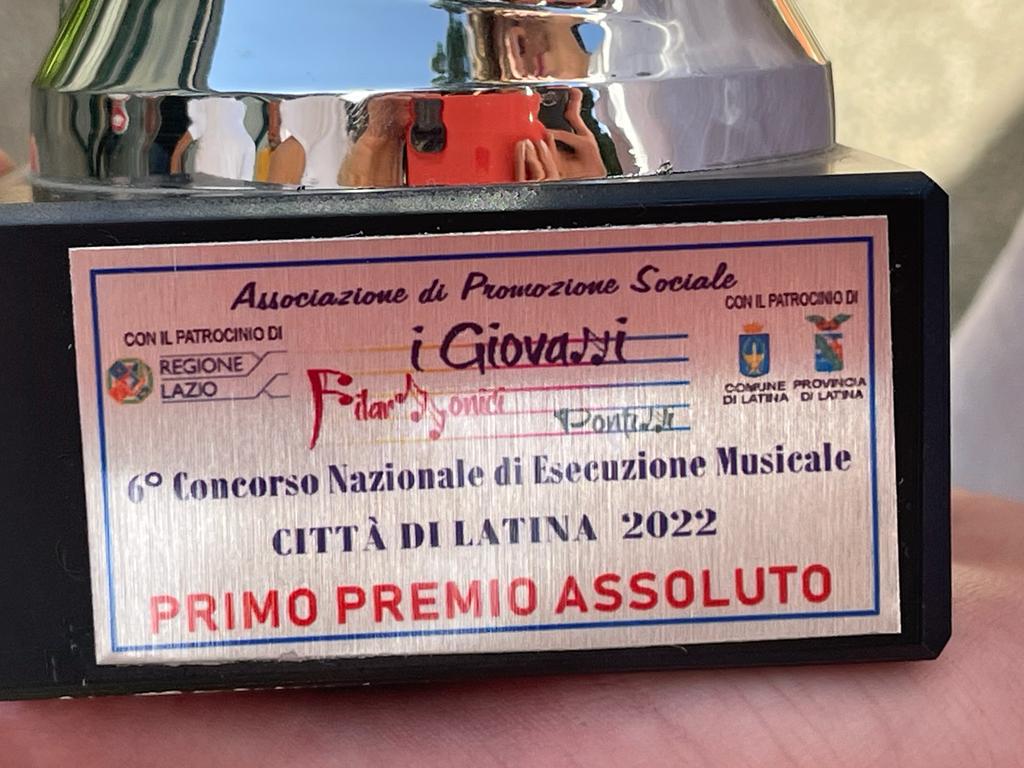 Associazione di Promozione Sociale
CON IL PATROCINIO DI
REGIONE
LAZIO
i Giovanni
Filarmonici
Pontini
CON IL PATROCINIO DI
COMUNE
DI LATINA
PROVINCIA
DI LATINA
6° Concorso Nazionale di Esecuzione Musicale
CITTÀ DI LATINA 2022
PRIMO PREMIO ASSOLUTO